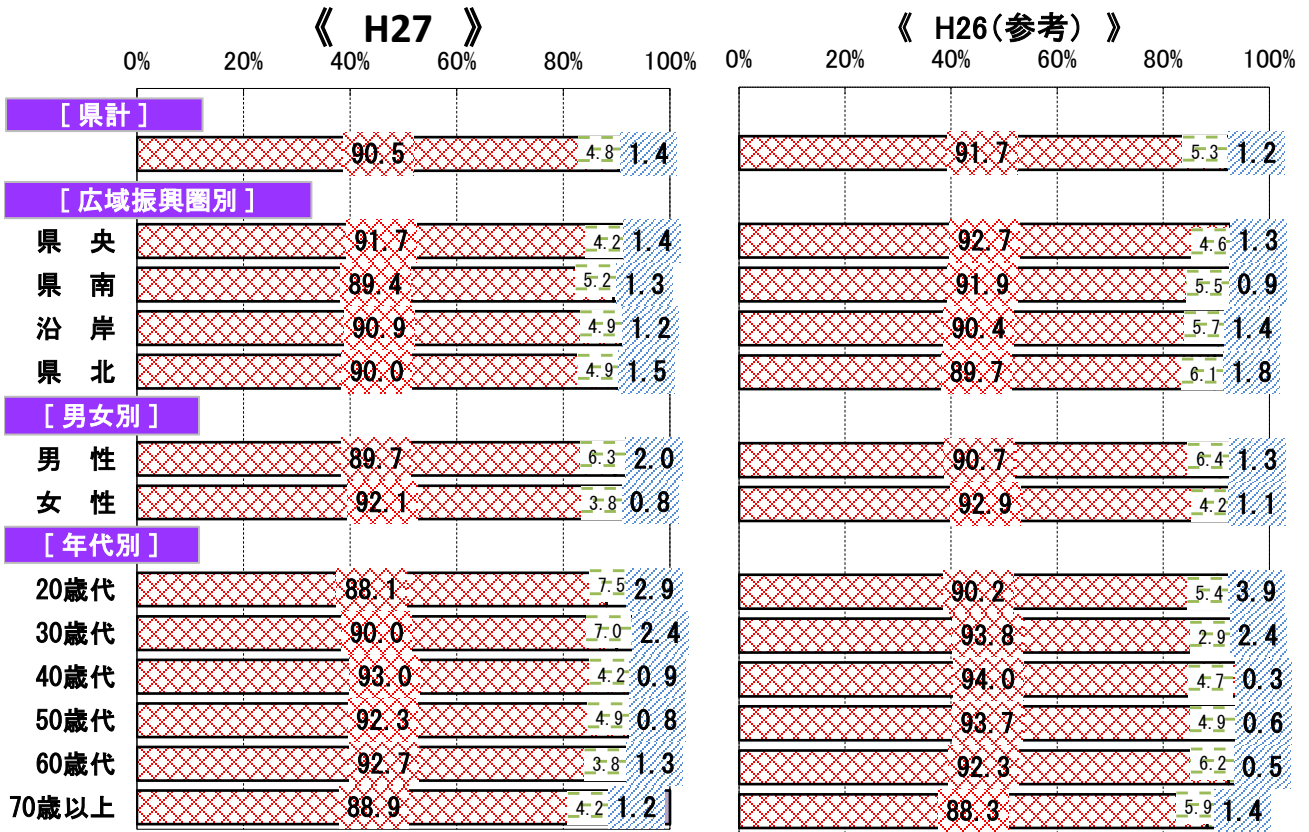 《 H27 》 《 H26(参考) 》
0% 20% 40% 60% 80% 100% 0% 20% 40% 60% 80% 100%
[ 県計 ]
90.5 4.8 1.4 91.7 5.3 1.2
[ 広域振興圏別 ]
県 央 91.7 4.2 1.4 92.7 4.6 1.3
県 南 89.4 5.2 1.3 91.9 5.5 0.9
沿 岸 90.9 4.9 1.2 90.4 5.7 1.4
県 北 90.0 4.9 1.5 89.7 6.1 1.8
[ 男女別 ]
男 性 89.7 6.3 2.0 90.7 6.4 1.3
女 性 92.1 3.8 0.8 92.9 4.2 1.1
[ 年代別 ]
20歳代 88.1 7.5 2.9 90.2 5.4 3.9
30歳代 90.0 7.0 2.4 93.8 2.9 2.4
40歳代 93.0 4.2 0.9 94.0 4.7 0.3
50歳代 92.3 4.9 0.8 93.7 4.9 0.6
60歳代 92.7 3.8 1.3 92.3 6.2 0.5
70歳以上 88.9 4.2 1.2 88.3 5.9 1.4